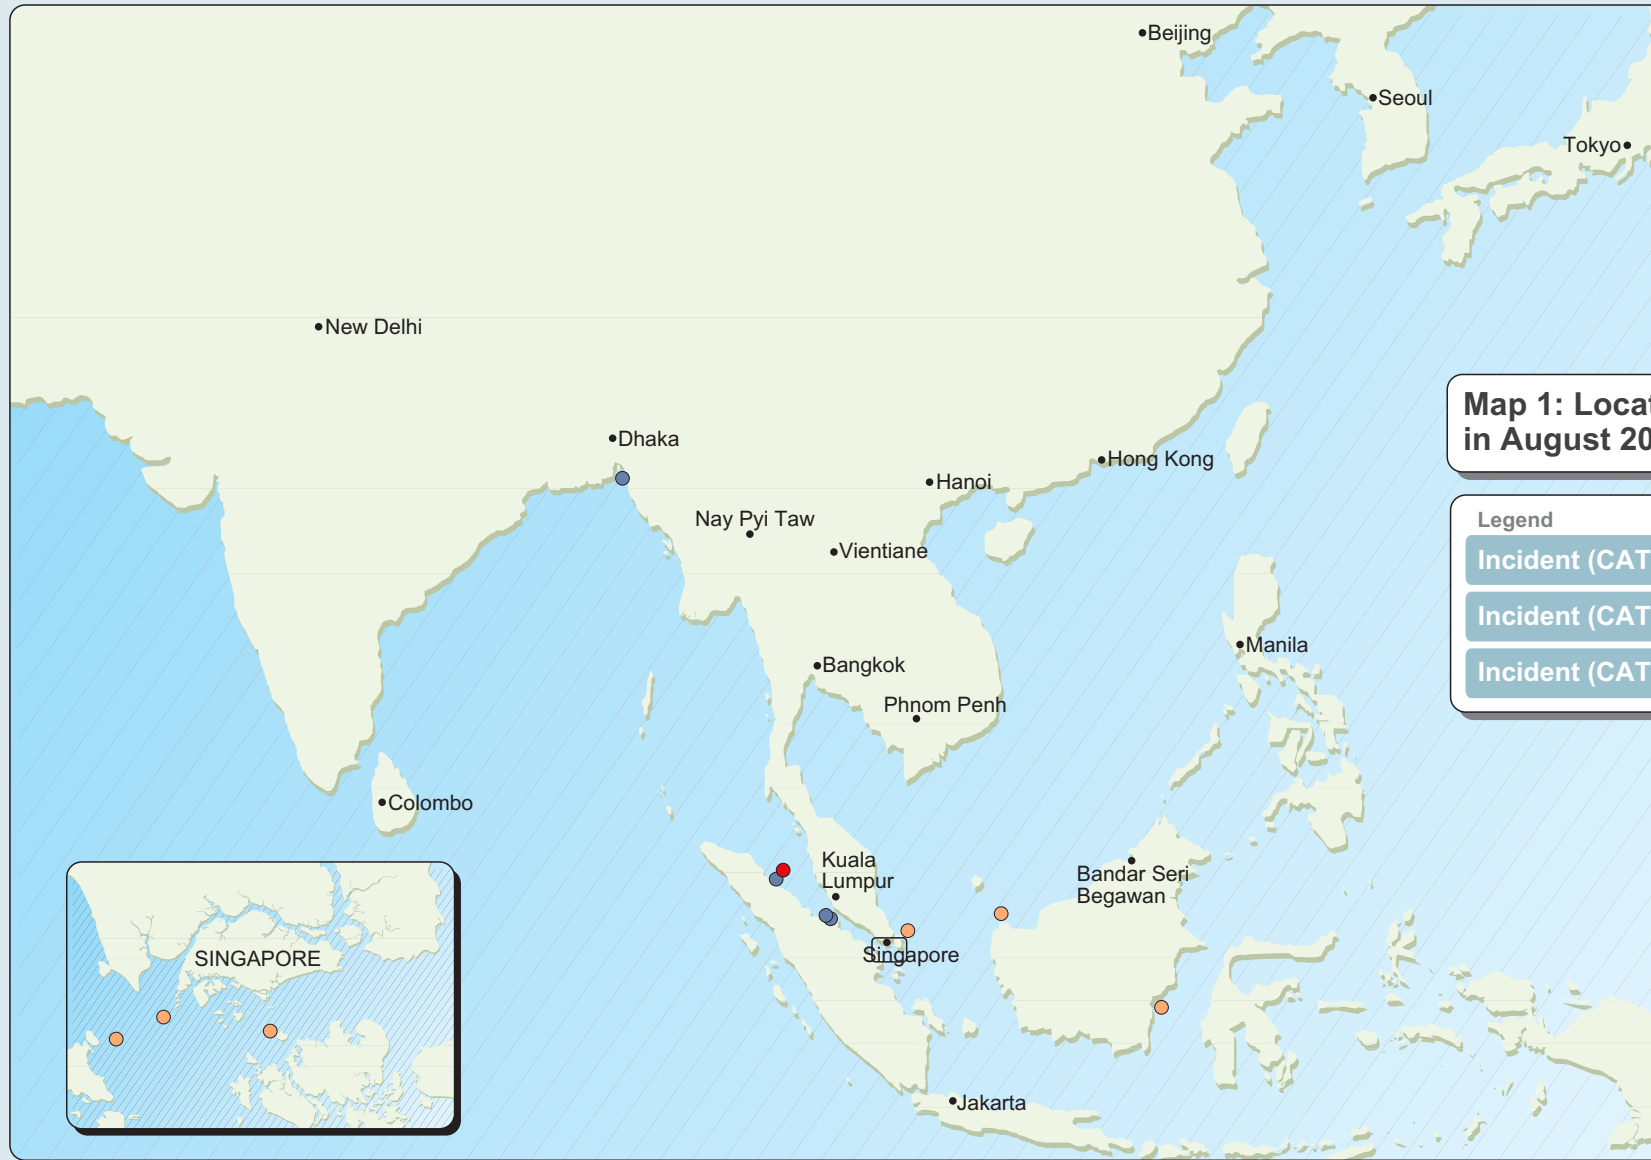 Beijing
Seoul
Tokyo
New Delhi
Map 1: Locat
in August 20
Dhaka
Hong Kong
Hanoi
Nay Pyi Taw
Vientiane
Legend
Incident (CAT
Incident (CAT
Incident (CAT
Manila
Bangkok
Phnom Penh
Colombo
Kuala
Lumpur
Bandar Seri
Begawan
Singapore
SINGAPORE
Jakarta